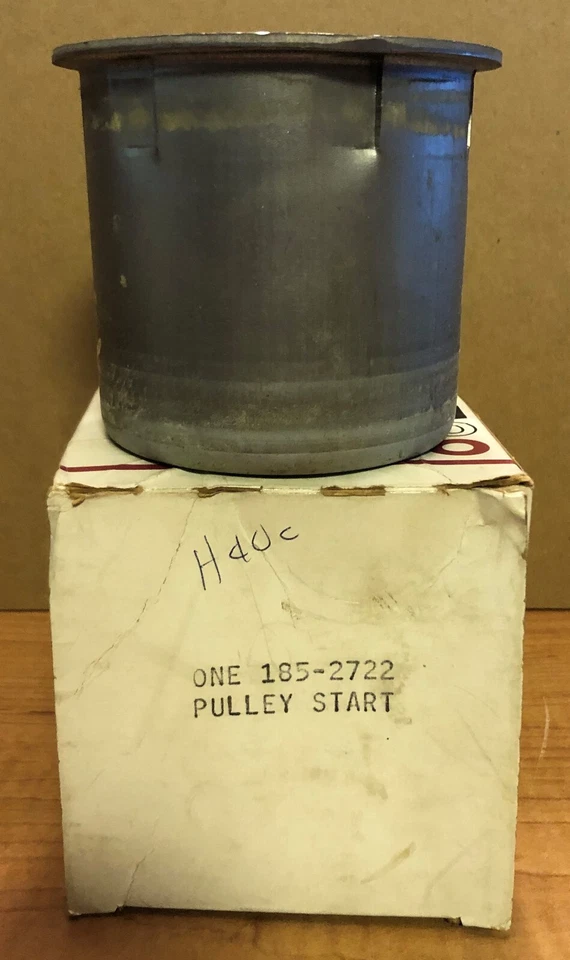 H40C
ONE 185-2722
PULLEY START